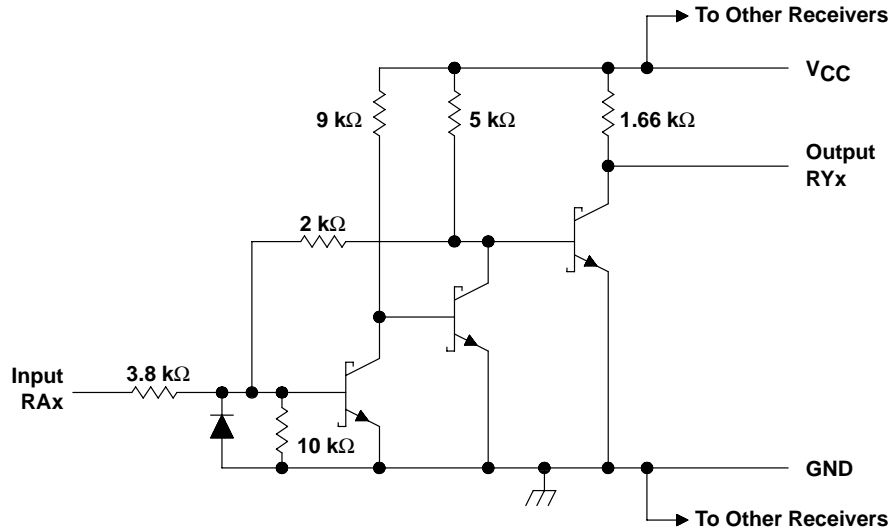 To Other Receivers
VCC
9 kΩ
5 kΩ
1.66 kΩ
Output
RYx
2 kΩ
Input
RAx
3.8 kΩ
10 kΩ
GND
To Other Receivers